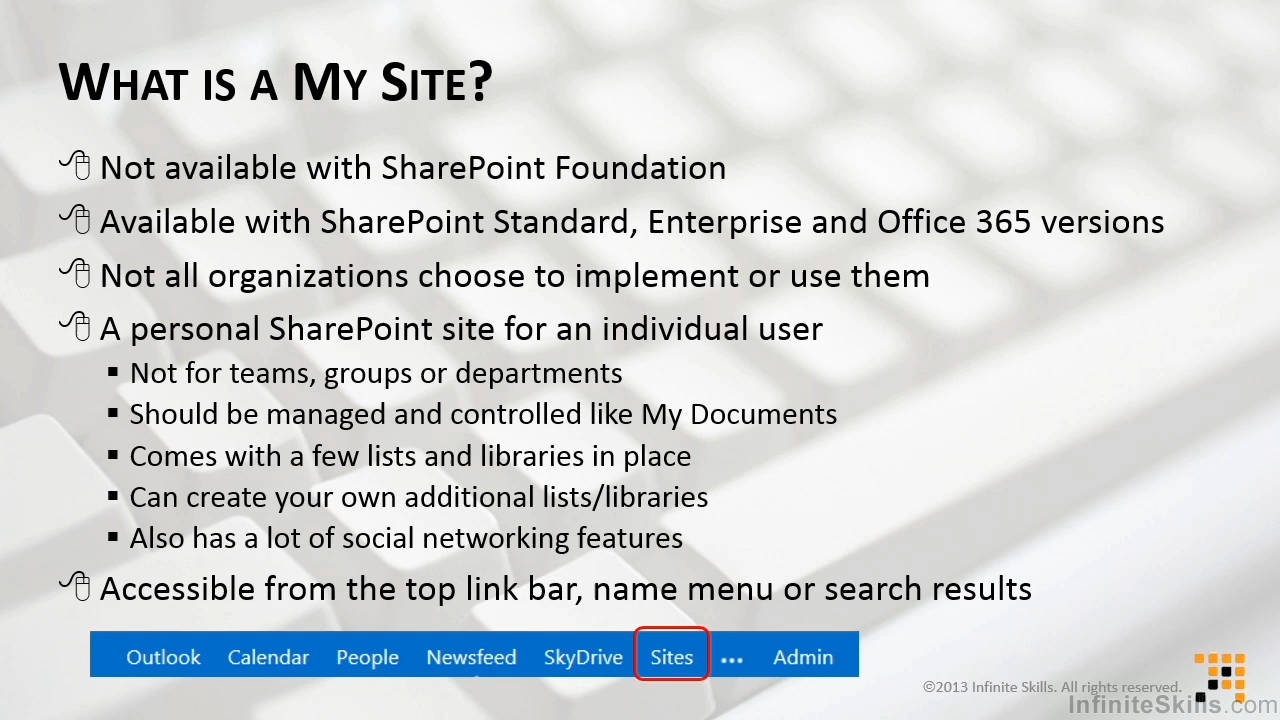 WHAT IS A MY SITE?
Not available with SharePoint Foundation
Available with SharePoint Standard, Enterprise and Office 365 versions
Not all organizations choose to implement or use them
A personal SharePoint site for an individual user
▪ Not for teams, groups or departments
▪ Should be managed and controlled like My Documents
▪ Comes with a few lists and libraries in place
▪ Can create your own additional lists/libraries
▪ Also has a lot of social networking features
Accessible from the top link bar, name menu or search results
Outlook Calendar People Newsfeed SkyDrive Sites ... Admin
©2013 Infinite Skills. All rights reserved.
InfiniteSkills.com